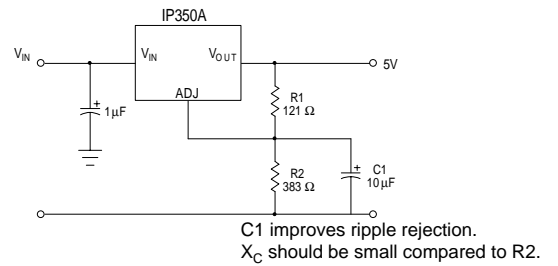 IP350A
VIN
VIN
VOUT
5V
ADJ
R1
121 Ω
+
1µF
R2
383 Ω
+
C1
10µF
C1 improves ripple rejection.
XC should be small compared to R2.